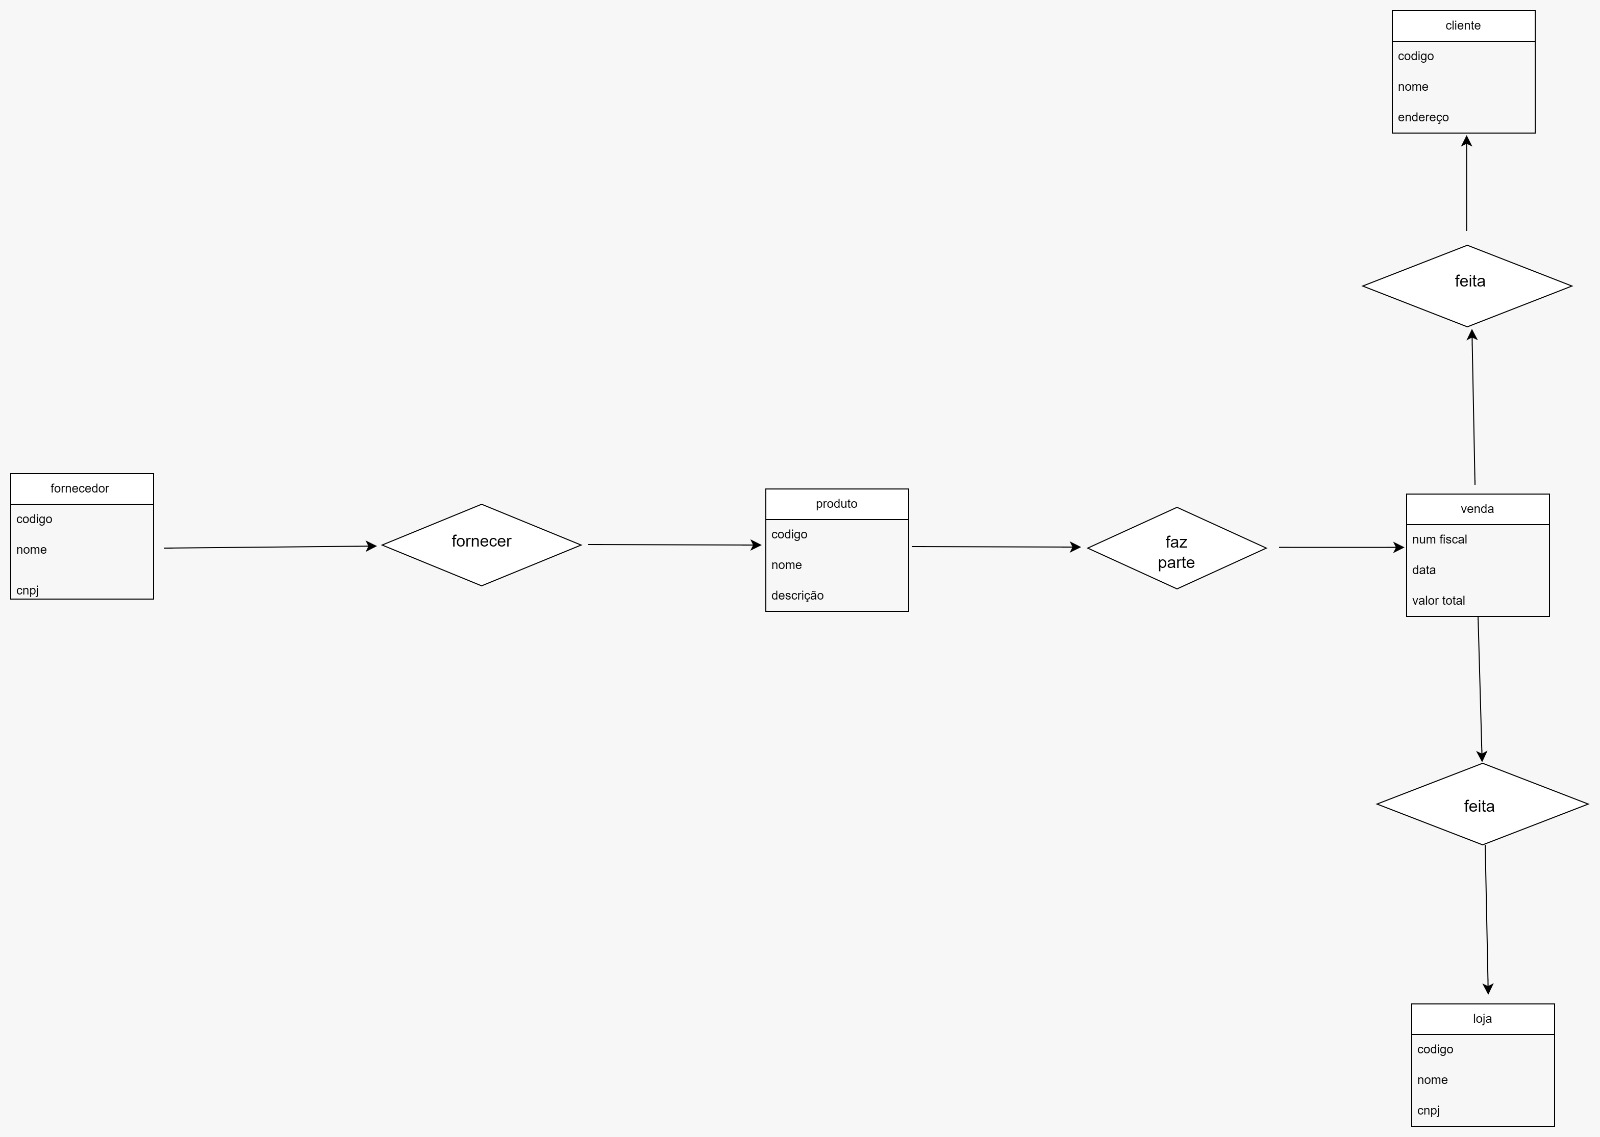 cliente
codigo
nome
endereço
feita
fornecedor
codigo
nome
cnpj
fornecer
produto
codigo
nome
descrição
faz
parte
venda
num fiscal
data
valor total
feita
loja
codigo
nome
cnpj